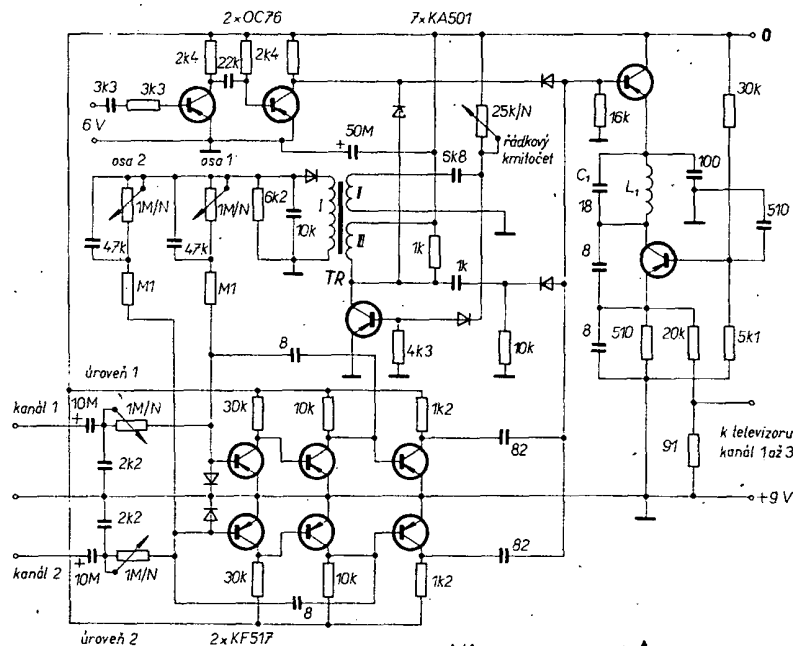 2×OC76
7×KA501
0
2k4
22k
2k4
3k3
3k3
25k/N
16k
30k
6V
+
50M
řádkový
kmitočet
osa 2
osa 1
6k8
C₁
18
L₁
100
510
1M/N
1M/N
6k2
10k
I
II
III
47k
47k
1k
1k
8
M1
M1
TR
10k
8
510
20k
5k1
4k3
8
úroveň 1
30k
10k
1k2
kanál 1
10M
+
1M/N
k televizoru
kanál 1 až 3
2k2
82
91
+9V
2k2
82
kanál 2
+
10M
1M/N
30k
10k
1k2
8
úroveň 2
2×KF517